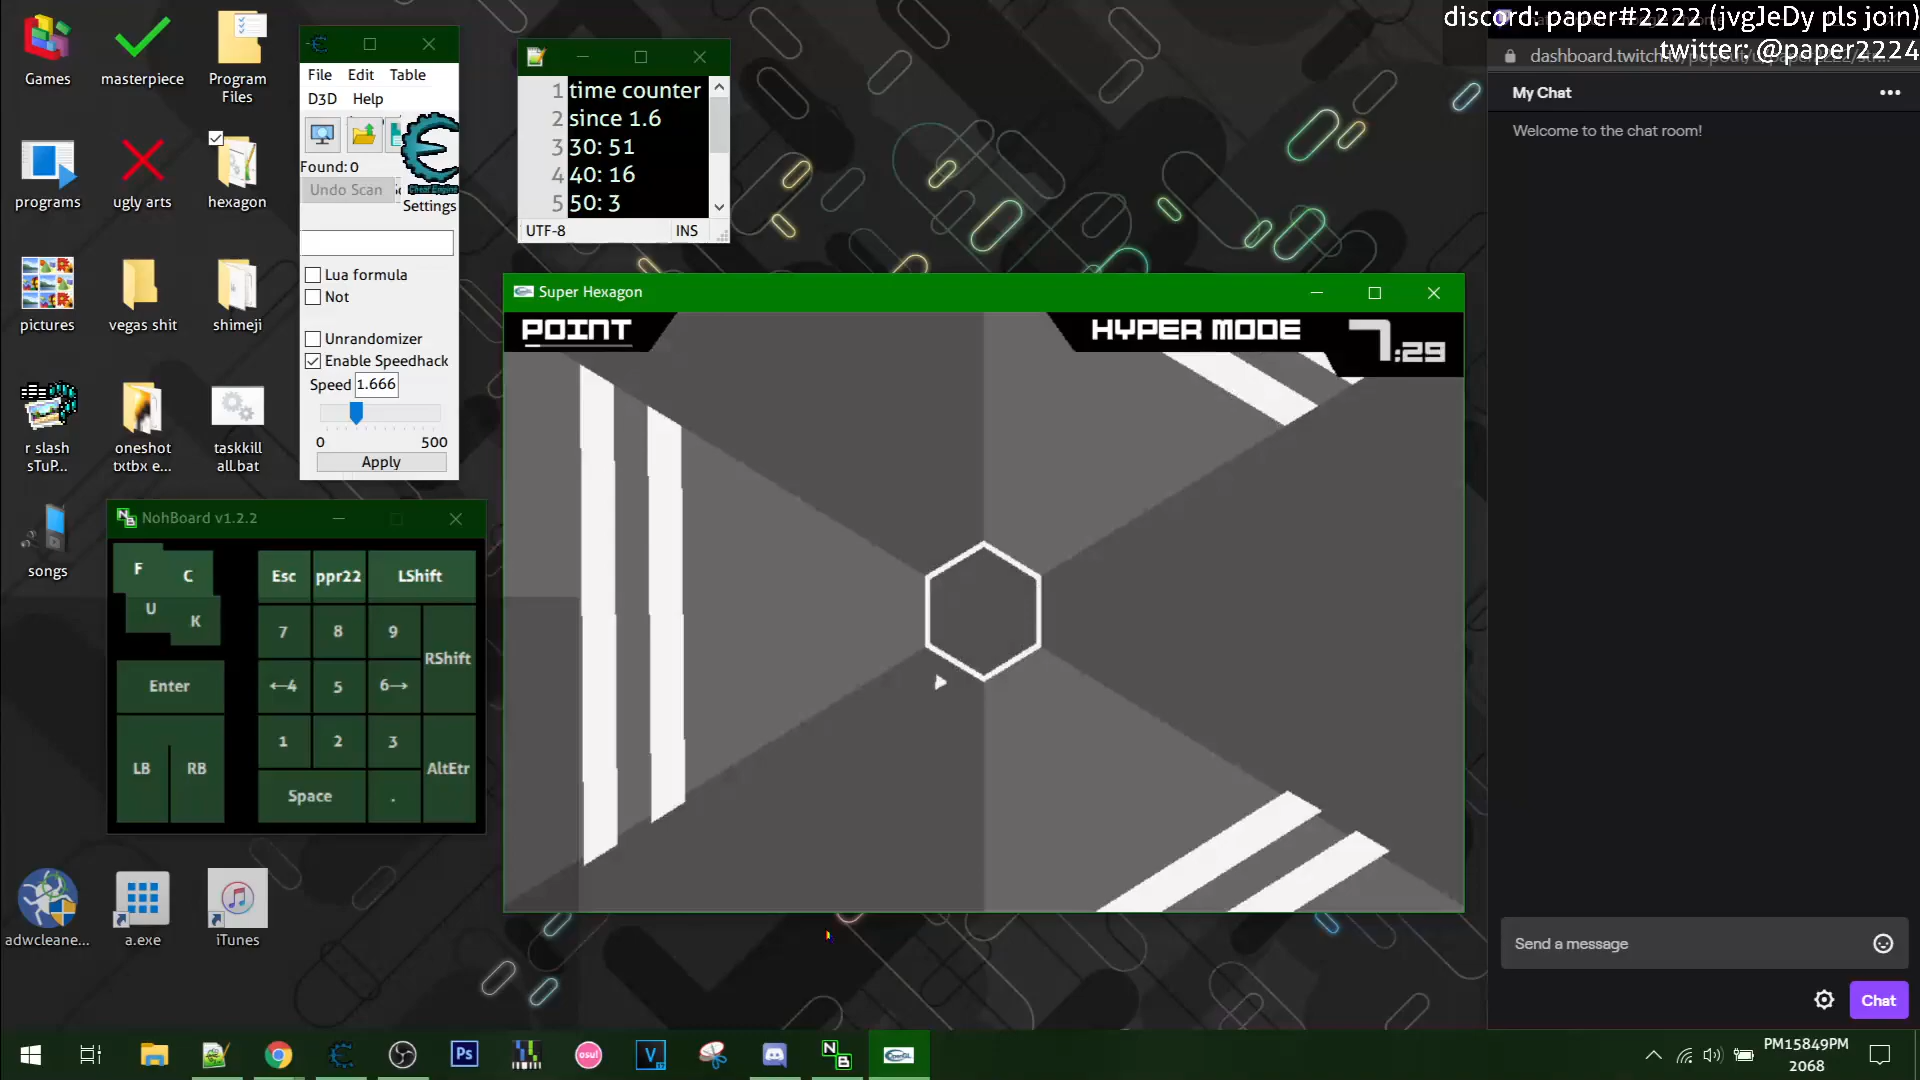 discord: paper#2222 (jvgJeDy pls join)
twitter: @paper2224
Games
masterpiece
Program
Files
programs
ugly arts
hexagon
pictures
vegas shit
shimeji
r slash
sTuP...
oneshot
txtbx e...
taskkill
all.bat
songs
adwcleane...
a.exe
iTunes
File Edit Table
D3D Help
Found: 0
Undo Scan
Cheat Engine
Settings
Lua formula
Not
Unrandomizer
Enable Speedhack
Speed 1.666
0 500
Apply
1 time counter
2 since 1.6
3 30: 51
4 40: 16
5 50: 3
UTF-8 INS
NohBoard v1.2.2
F C
U K
Enter
LB RB
Esc ppr22 LShift
7 8 9
RShift
←4 5 6→
1 2 3
AltEtr
Space .
Super Hexagon
POINT
HYPER MODE 7:29
My Chat
Welcome to the chat room!
Send a message
Chat
Ps
osu!
V
PM15849PM
2068